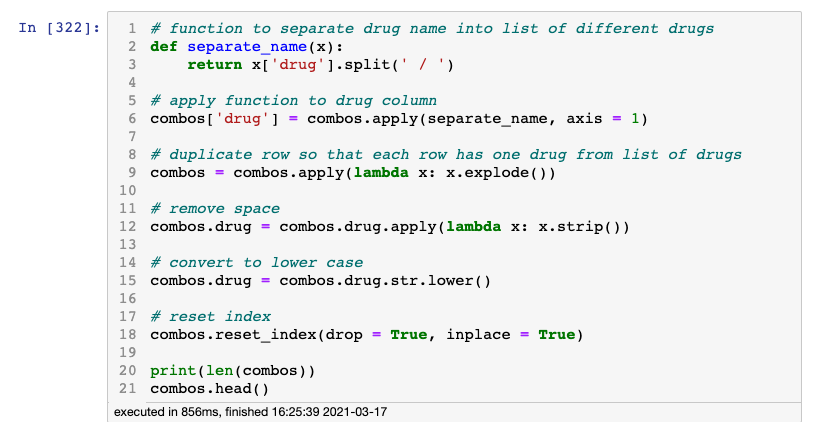 In [322]:
1 # function to separate drug name into list of different drugs
2 def separate_name(x):
3     return x['drug'].split(' / ')
4
5 # apply function to drug column
6 combos['drug'] = combos.apply(separate_name, axis = 1)
7
8 # duplicate row so that each row has one drug from list of drugs
9 combos = combos.apply(lambda x: x.explode())
10
11 # remove space
12 combos.drug = combos.drug.apply(lambda x: x.strip())
13
14 # convert to lower case
15 combos.drug = combos.drug.str.lower()
16
17 # reset index
18 combos.reset_index(drop = True, inplace = True)
19
20 print(len(combos))
21 combos.head()
executed in 856ms, finished 16:25:39 2021-03-17